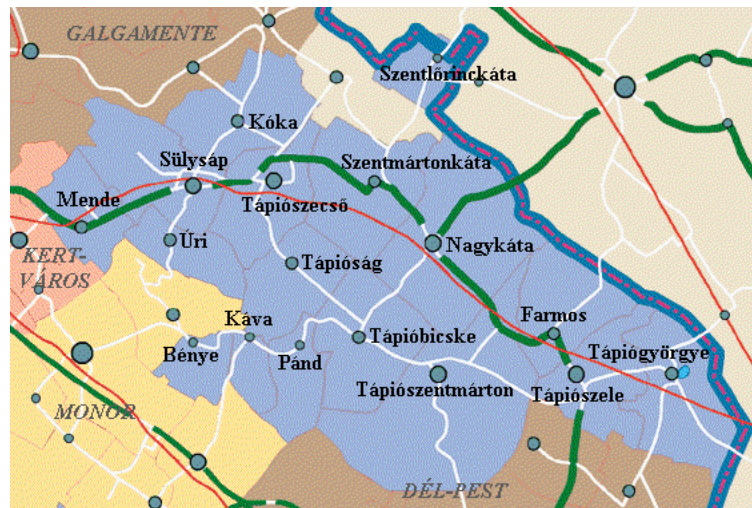 GALGAMENTE
Szentlőrinckáta
Kóka
Sülysáp
Szentmártonkáta
Mende
Tápiószecső
Úri
Nagykáta
KERT-
VÁROS
Tápióság
Farmos
Káva
Tápióbicske
Bénye
Pánd
Tápiógyörgye
Tápiószentmárton
Tápiószele
MONOR
DÉL-PEST